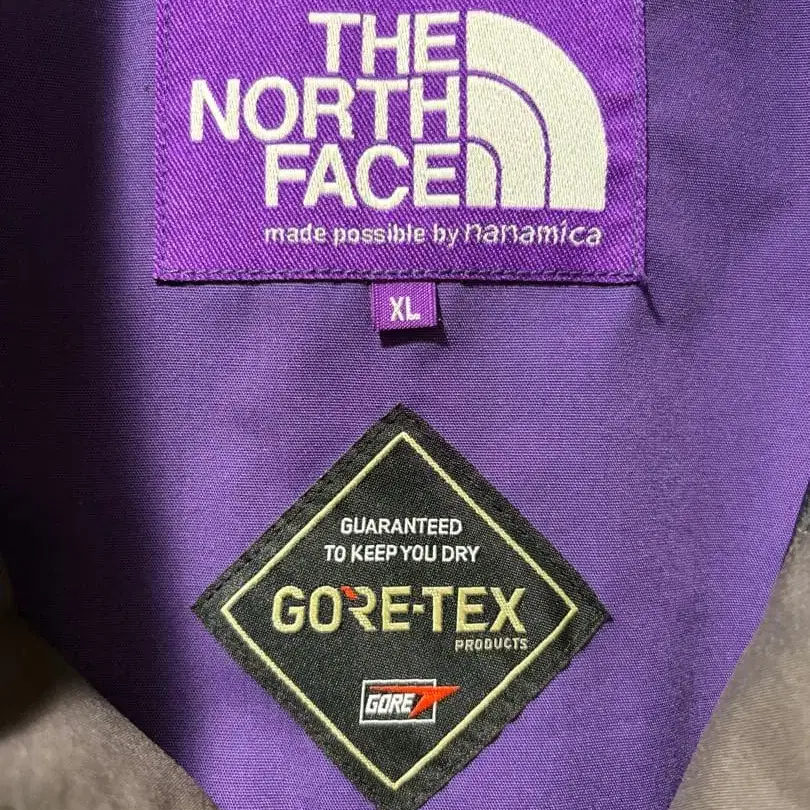 THE
NORTH
FACE
made possible by nanamica
XL
GUARANTEED
TO KEEP YOU DRY
GORE-TEX
PRODUCTS
GORE